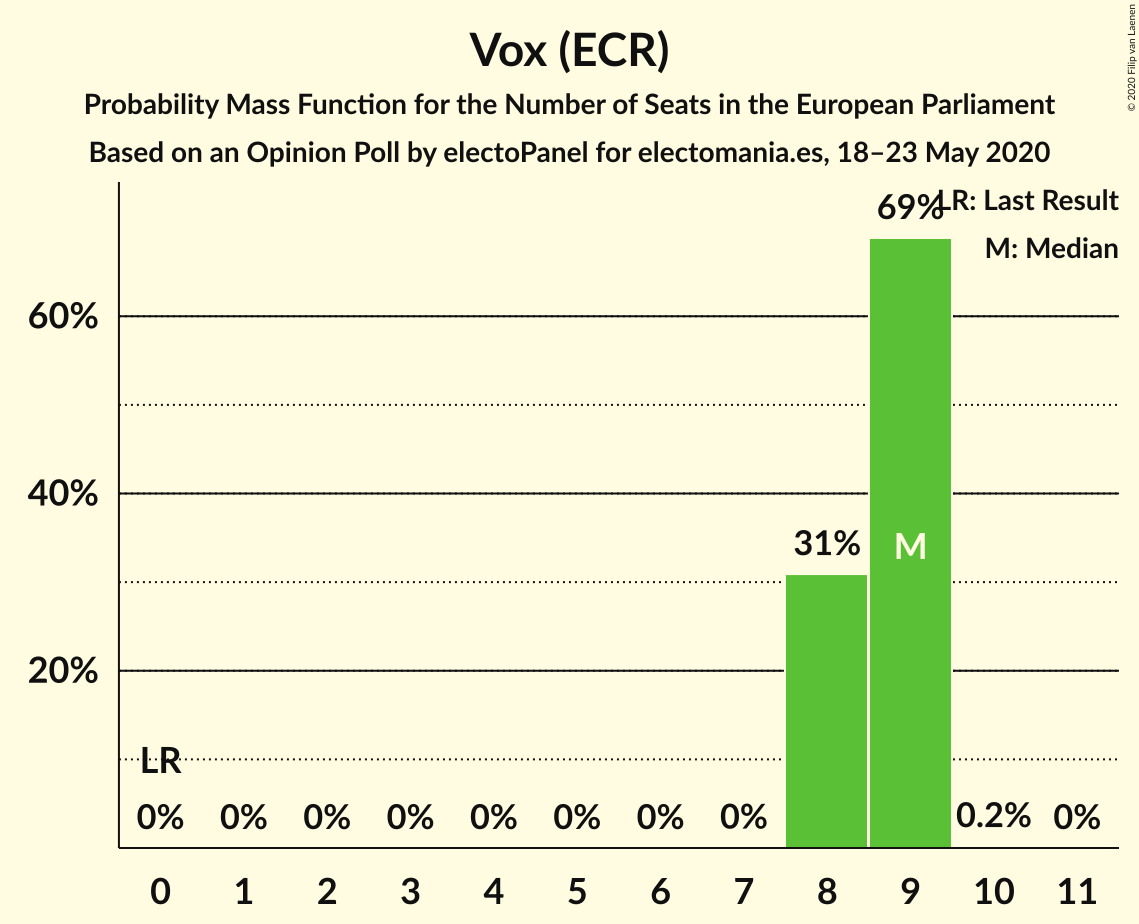 Vox (ECR)
Probability Mass Function for the Number of Seats in the European Parliament
Based on an Opinion Poll by electoPanel for electomania.es, 18–23 May 2020
© 2020 Filip van Laenen
LR: Last Result
M: Median
69%
60%
40%
31%
M
20%
LR
0% 0% 0% 0% 0% 0% 0% 0% 0.2% 0%
0 1 2 3 4 5 6 7 8 9 10 11